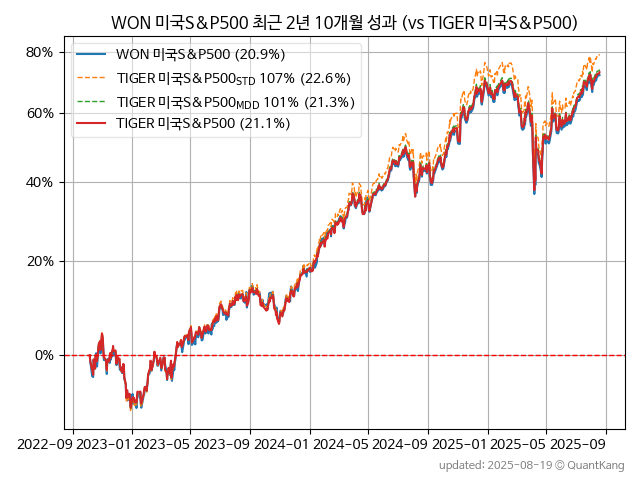 WON 미국S&P500 최근 2년 10개월 성과 (vs TIGER 미국S&P500)
WON 미국S&P500 (20.9%)
TIGER 미국S&P500STD 107% (22.6%)
TIGER 미국S&P500MDD 101% (21.3%)
TIGER 미국S&P500 (21.1%)
80%
60%
40%
20%
0%
2022-09 2023-01 2023-05 2023-09 2024-01 2024-05 2024-09 2025-01 2025-05 2025-09
updated: 2025-08-19 © QuantKang